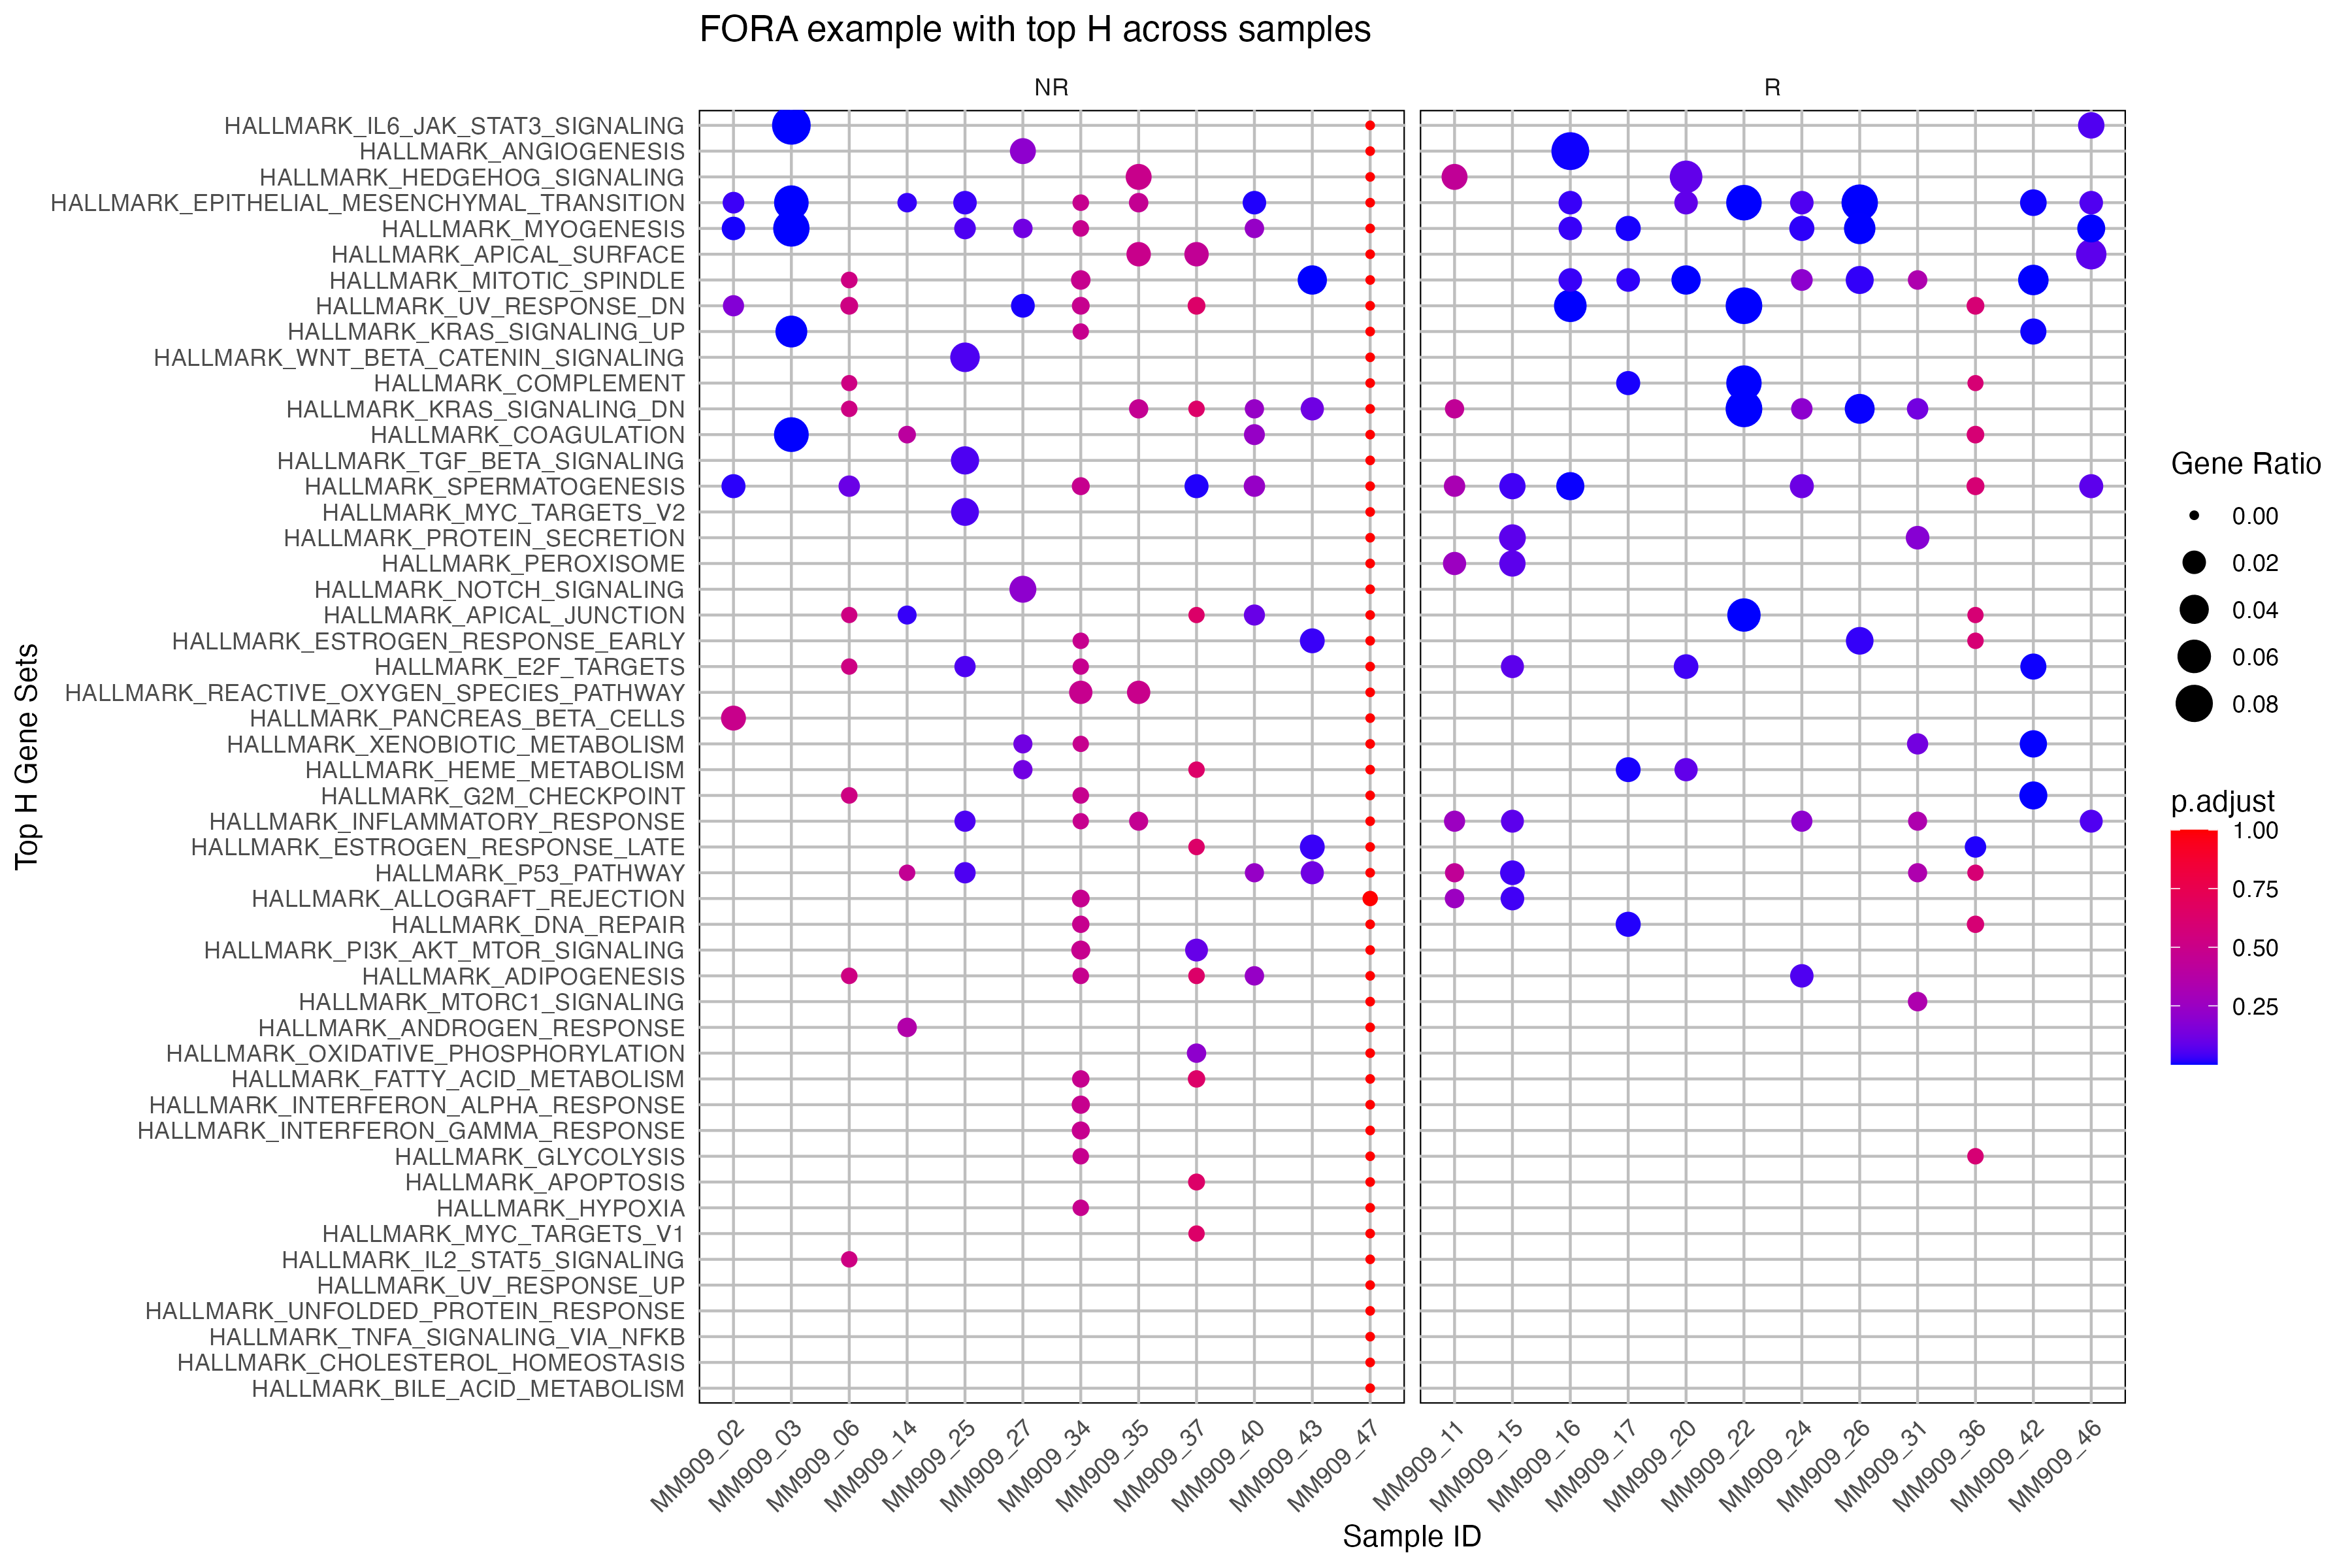 FORA example with top H across samples
NR
R
HALLMARK_IL6_JAK_STAT3_SIGNALING
HALLMARK_ANGIOGENESIS
HALLMARK_HEDGEHOG_SIGNALING
HALLMARK_EPITHELIAL_MESENCHYMAL_TRANSITION
HALLMARK_MYOGENESIS
HALLMARK_APICAL_SURFACE
HALLMARK_MITOTIC_SPINDLE
HALLMARK_UV_RESPONSE_DN
HALLMARK_KRAS_SIGNALING_UP
HALLMARK_WNT_BETA_CATENIN_SIGNALING
HALLMARK_COMPLEMENT
HALLMARK_KRAS_SIGNALING_DN
HALLMARK_COAGULATION
HALLMARK_TGF_BETA_SIGNALING
HALLMARK_SPERMATOGENESIS
HALLMARK_MYC_TARGETS_V2
HALLMARK_PROTEIN_SECRETION
HALLMARK_PEROXISOME
HALLMARK_NOTCH_SIGNALING
HALLMARK_APICAL_JUNCTION
HALLMARK_ESTROGEN_RESPONSE_EARLY
HALLMARK_E2F_TARGETS
HALLMARK_REACTIVE_OXYGEN_SPECIES_PATHWAY
HALLMARK_PANCREAS_BETA_CELLS
HALLMARK_XENOBIOTIC_METABOLISM
HALLMARK_HEME_METABOLISM
HALLMARK_G2M_CHECKPOINT
HALLMARK_INFLAMMATORY_RESPONSE
HALLMARK_ESTROGEN_RESPONSE_LATE
HALLMARK_P53_PATHWAY
HALLMARK_ALLOGRAFT_REJECTION
HALLMARK_DNA_REPAIR
HALLMARK_PI3K_AKT_MTOR_SIGNALING
HALLMARK_ADIPOGENESIS
HALLMARK_MTORC1_SIGNALING
HALLMARK_ANDROGEN_RESPONSE
HALLMARK_OXIDATIVE_PHOSPHORYLATION
HALLMARK_FATTY_ACID_METABOLISM
HALLMARK_INTERFERON_ALPHA_RESPONSE
HALLMARK_INTERFERON_GAMMA_RESPONSE
HALLMARK_GLYCOLYSIS
HALLMARK_APOPTOSIS
HALLMARK_HYPOXIA
HALLMARK_MYC_TARGETS_V1
HALLMARK_IL2_STAT5_SIGNALING
HALLMARK_UV_RESPONSE_UP
HALLMARK_UNFOLDED_PROTEIN_RESPONSE
HALLMARK_TNFA_SIGNALING_VIA_NFKB
HALLMARK_CHOLESTEROL_HOMEOSTASIS
HALLMARK_BILE_ACID_METABOLISM
Top H Gene Sets
MM909_02
MM909_03
MM909_06
MM909_14
MM909_25
MM909_27
MM909_34
MM909_35
MM909_37
MM909_40
MM909_43
MM909_47
MM909_11
MM909_15
MM909_16
MM909_17
MM909_20
MM909_22
MM909_24
MM909_26
MM909_31
MM909_36
MM909_42
MM909_46
Sample ID
Gene Ratio
0.00
0.02
0.04
0.06
0.08
p.adjust
1.00
0.75
0.50
0.25